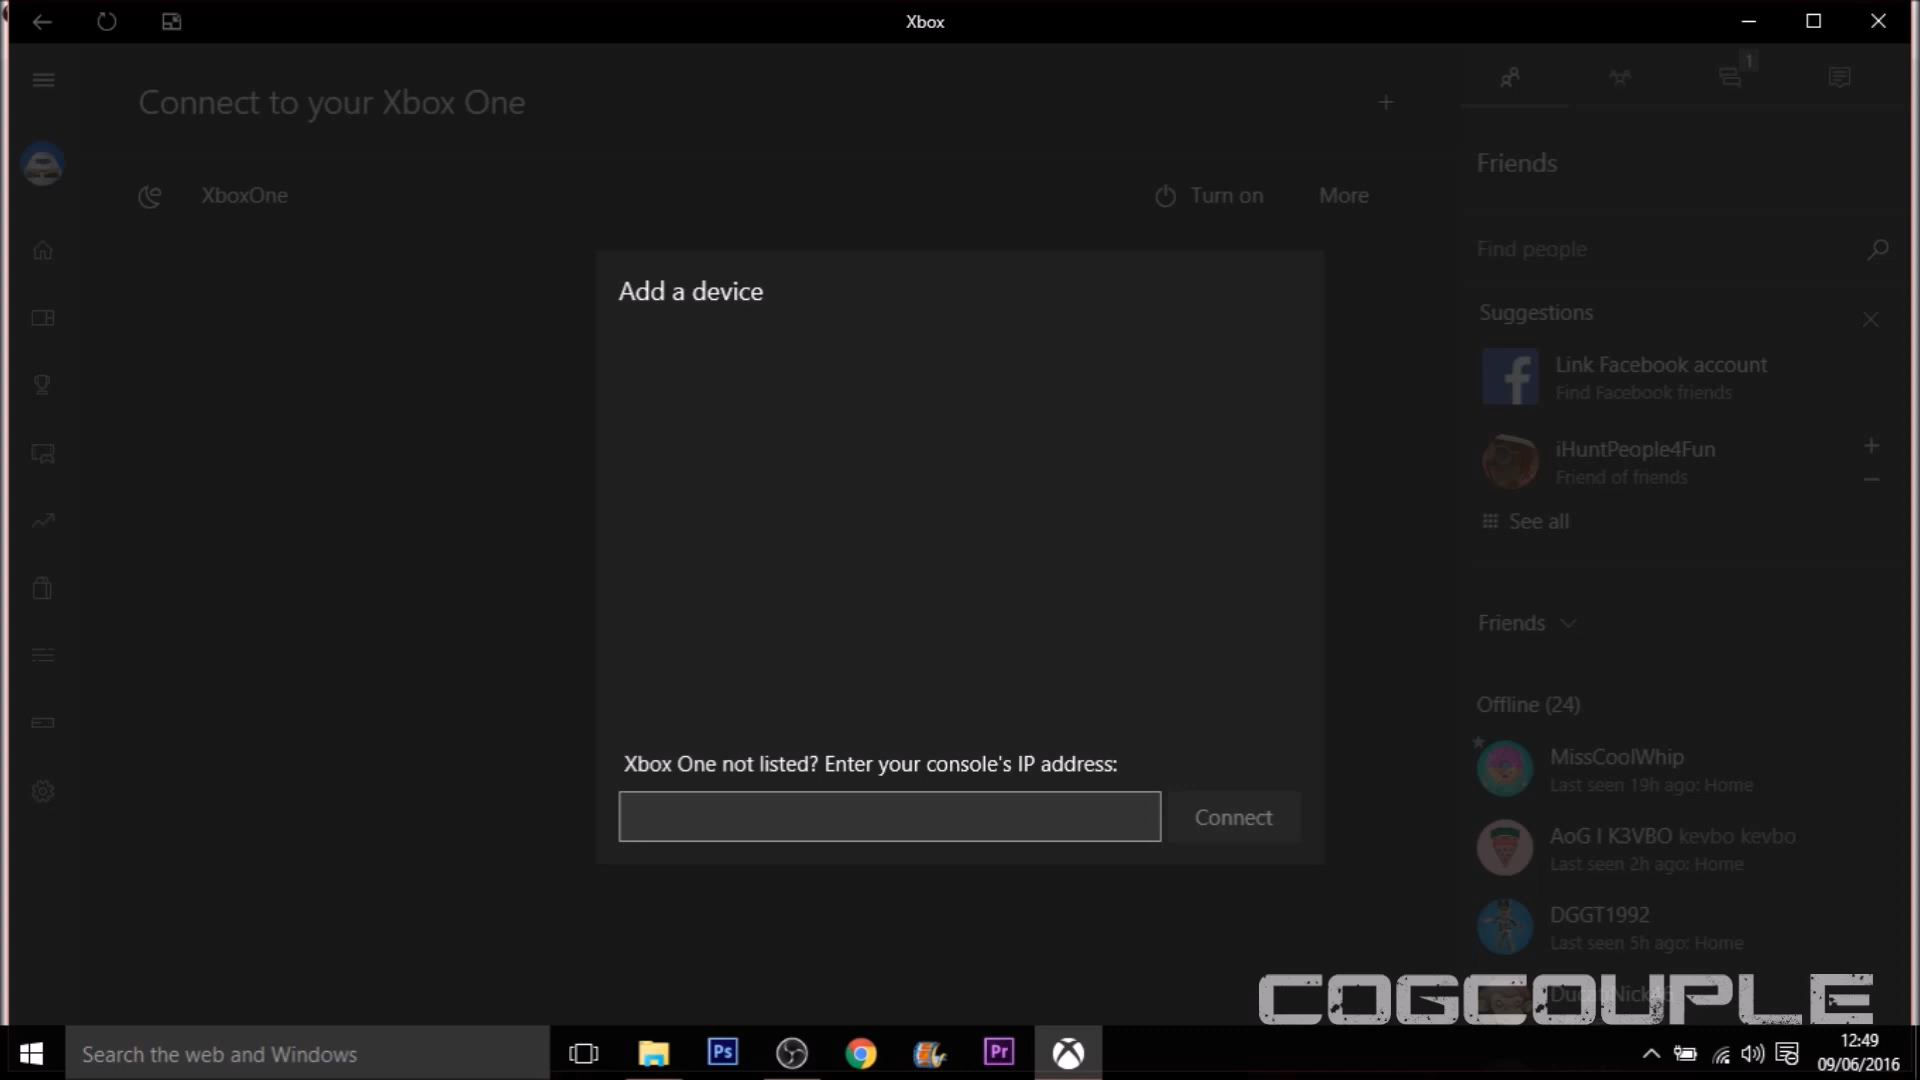 Xbox
Connect to your Xbox One
XboxOne
Turn on
More
Add a device
Xbox One not listed? Enter your console's IP address:
Connect
1
Friends
Find people
Suggestions
Link Facebook account
Find Facebook friends
iHuntPeople4Fun
Friend of friends
See all
Friends
Offline (24)
MissCoolWhip
Last seen 19h ago: Home
AoG I K3VBO kevbo kevbo
Last seen 2h ago: Home
DGGT1992
Last seen 5h ago: Home
COGCOUPLE
Search the web and Windows
Ps
Pr
12:49
09/06/2016